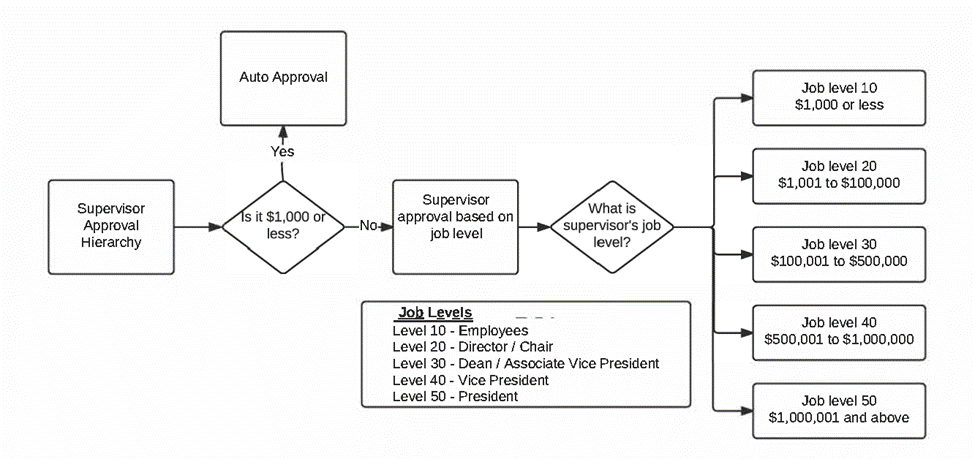 Auto Approval
Yes
Supervisor
Approval
Hierarchy
Is it $1,000 or
less?
No
Supervisor
approval based on
job level
What is
supervisor's job
level?
Job level 10
$1,000 or less
Job level 20
$1,001 to $100,000
Job level 30
$100,001 to $500,000
Job level 40
$500,001 to $1,000,000
Job level 50
$1,000,001 and above
Job Levels
Level 10 - Employees
Level 20 - Director / Chair
Level 30 - Dean / Associate Vice President
Level 40 - Vice President
Level 50 - President